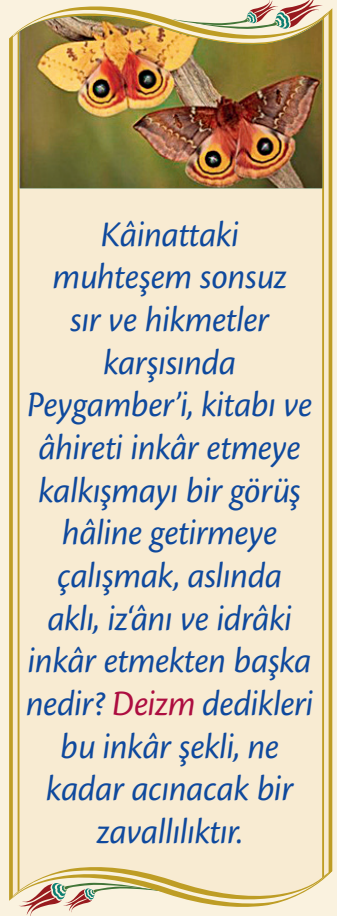 Kâinattaki
muhteşem sonsuz
sır ve hikmetler
karşısında
Peygamber’i, kitabı ve
âhireti inkâr etmeye
kalkışmayı bir görüş
hâline getirmeye
çalışmak, aslında
aklı, iz‘ânı ve idrâki
inkâr etmekten başka
nedir? Deizm dedikleri
bu inkâr şekli, ne
kadar acınacak bir
zavallılıktır.